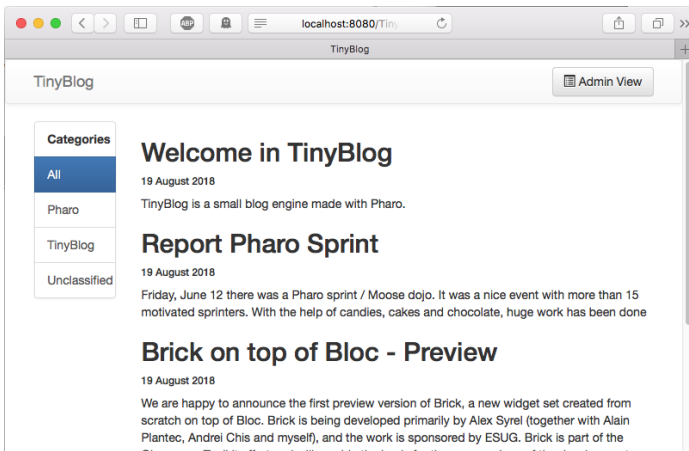 ABP
localhost:8080/Tiny
TinyBlog
TinyBlog
Admin View
Categories
All
Pharo
TinyBlog
Unclassified
Welcome in TinyBlog
19 August 2018
TinyBlog is a small blog engine made with Pharo.
Report Pharo Sprint
19 August 2018
Friday, June 12 there was a Pharo sprint / Moose dojo. It was a nice event with more than 15
motivated sprinters. With the help of candies, cakes and chocolate, huge work has been done
Brick on top of Bloc - Preview
19 August 2018
We are happy to announce the first preview version of Brick, a new widget set created from
scratch on top of Bloc. Brick is being developed primarily by Alex Syrel (together with Alain
Plantec, Andrei Chis and myself), and the work is sponsored by ESUG. Brick is part of the